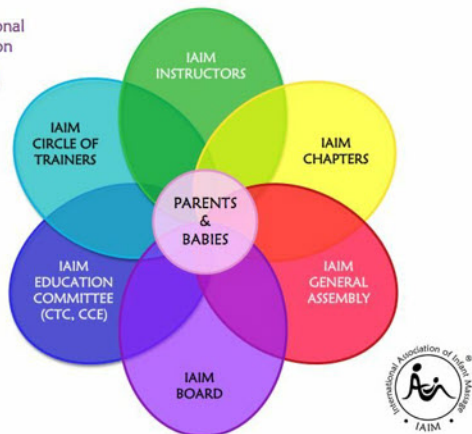 onal
on
IAIM
INSTRUCTORS
IAIM
CIRCLE OF
TRAINERS
IAIM
CHAPTERS
PARENTS
&
BABIES
IAIM
EDUCATION
COMMITTEE
(CTC, CCE)
IAIM
GENERAL
ASSEMBLY
IAIM
BOARD
International Association of Infant Massage ®
· IAIM ·